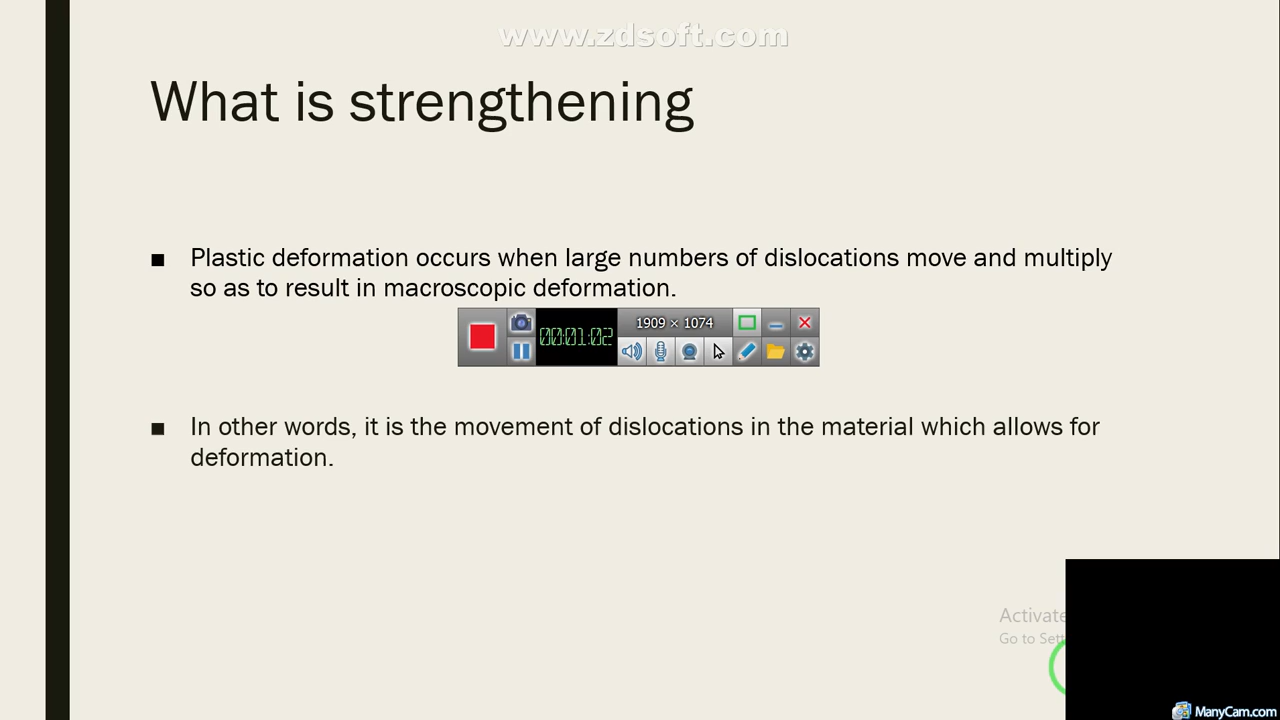 www.zdsoft.com
What is strengthening
■ Plastic deformation occurs when large numbers of dislocations move and multiply
so as to result in macroscopic deformation.
00:01:02
1909 × 1074
■ In other words, it is the movement of dislocations in the material which allows for
deformation.
Activate
Go to Sett
ManyCam.com